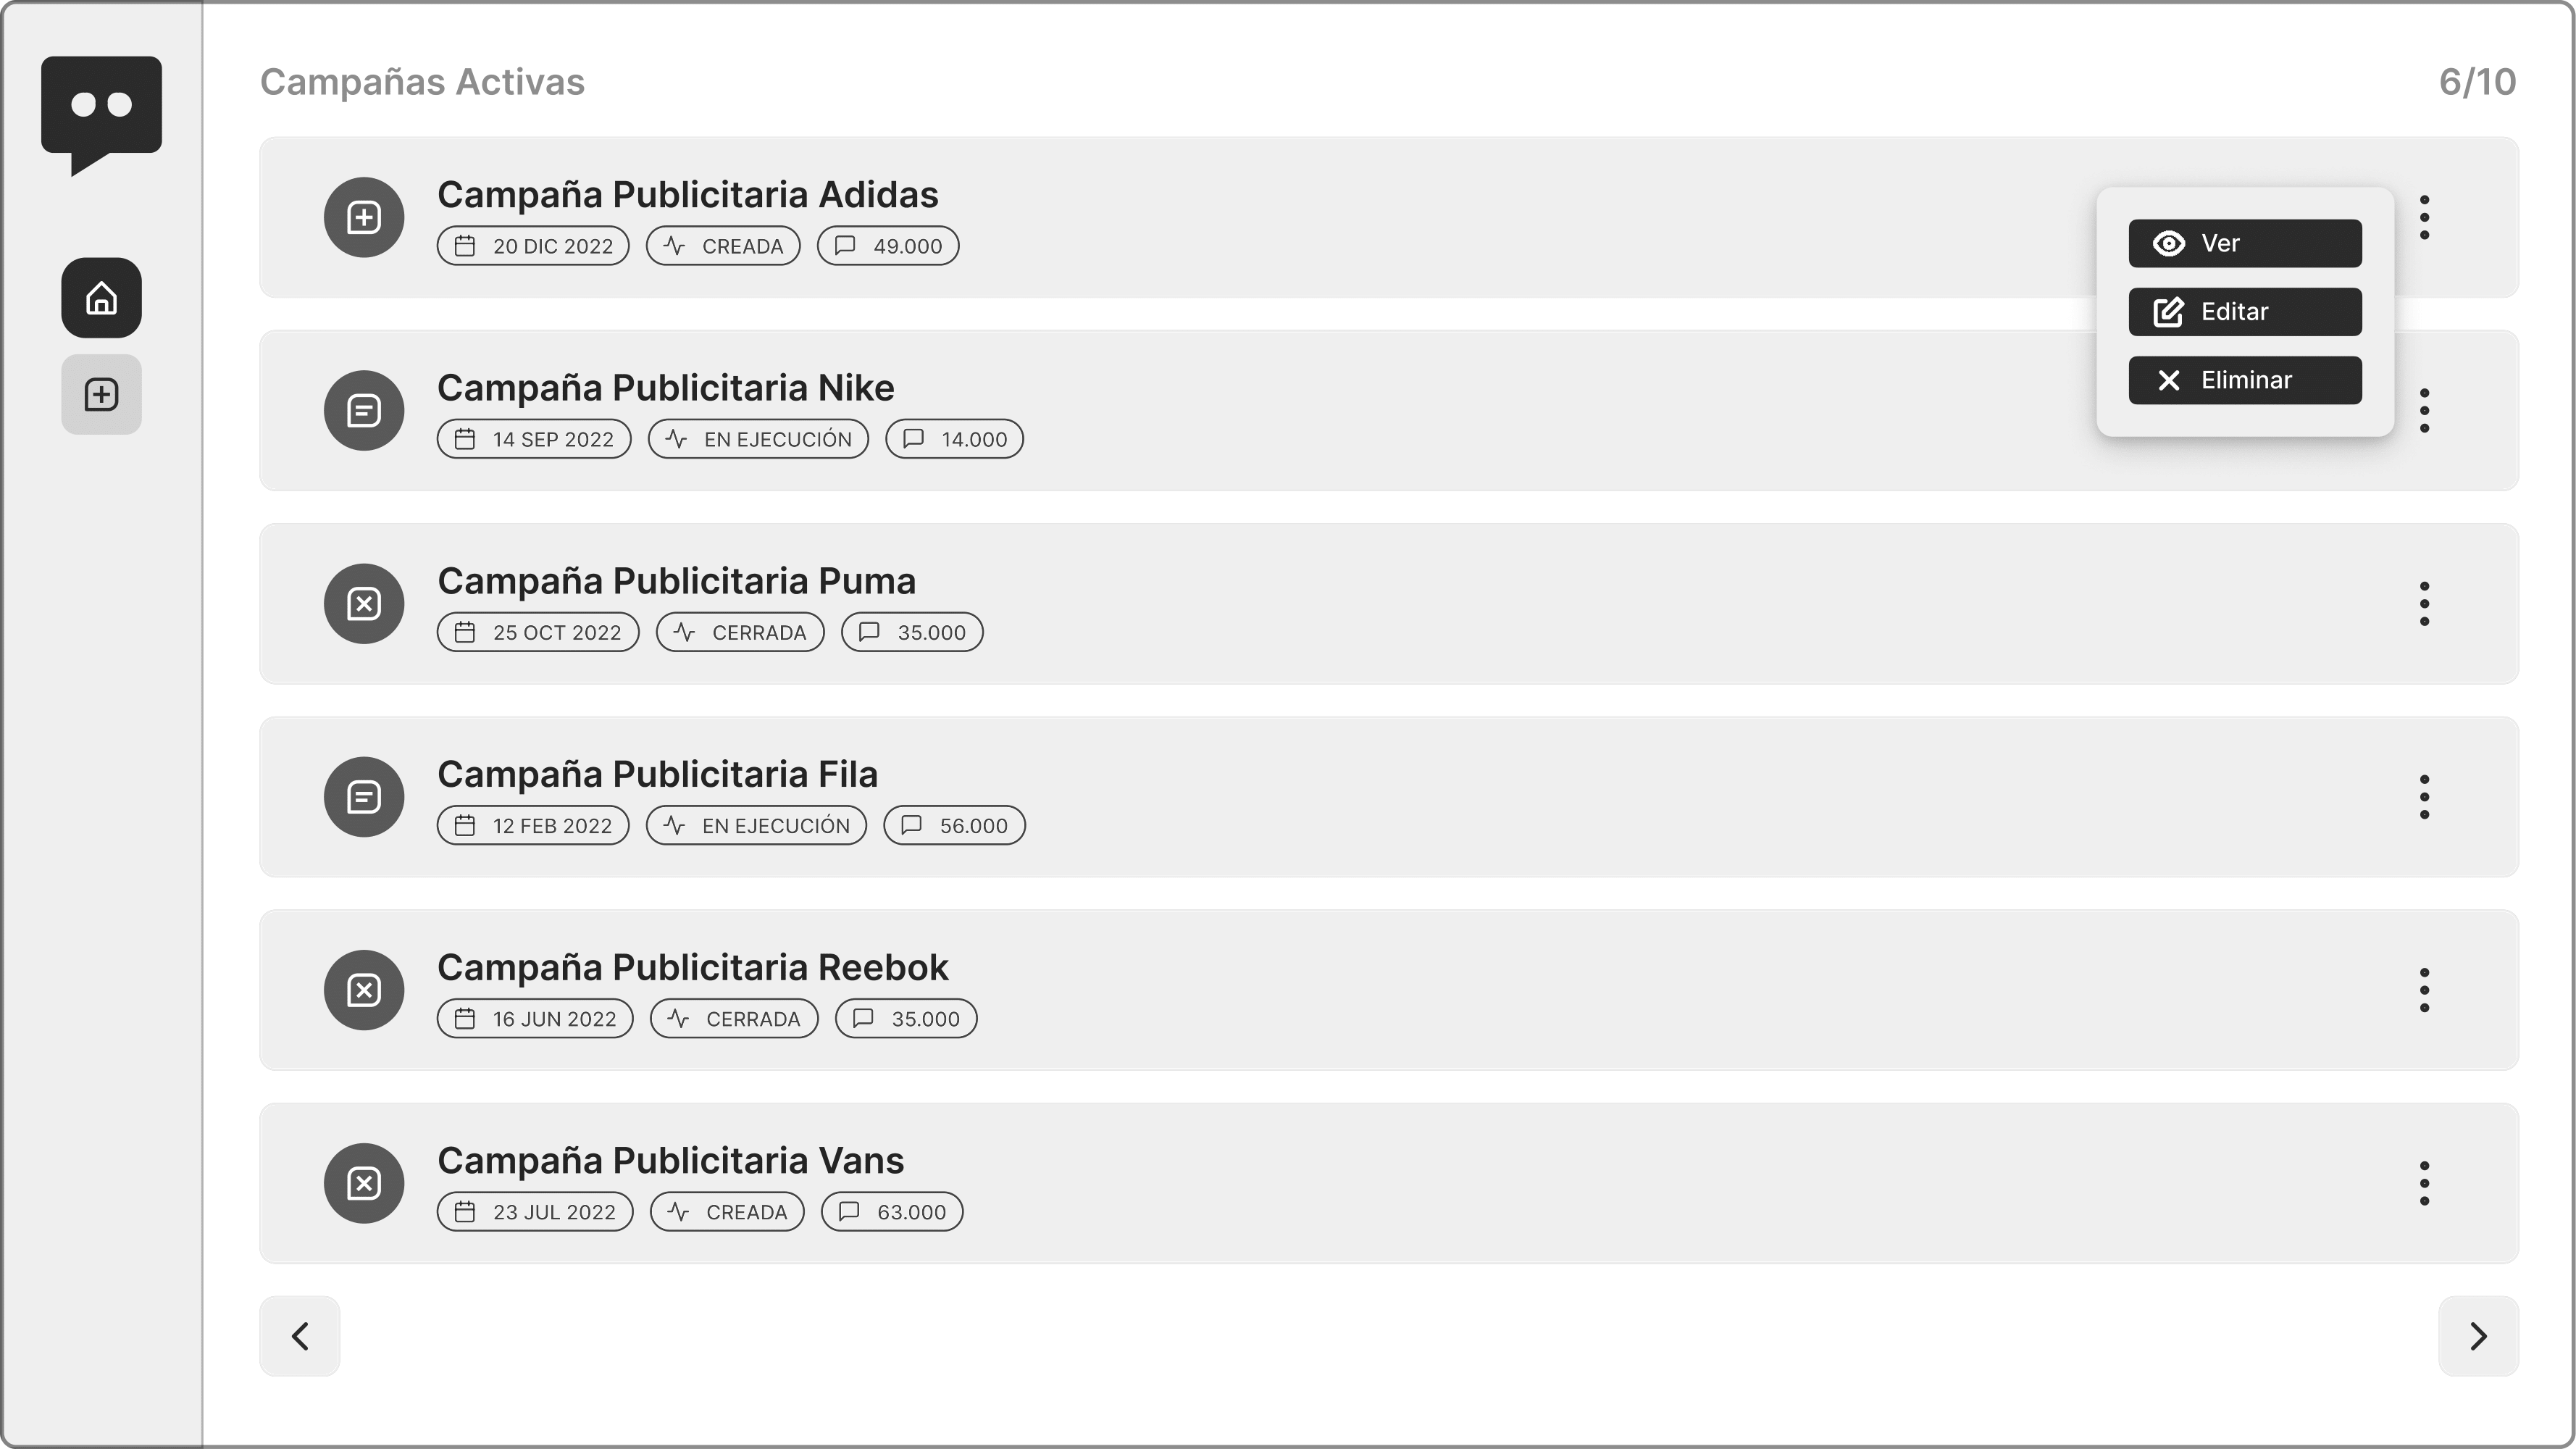 Campañas Activas
6/10
Campaña Publicitaria Adidas
20 DIC 2022 CREADA 49.000
Ver
Editar
Eliminar
Campaña Publicitaria Nike
14 SEP 2022 EN EJECUCIÓN 14.000
Campaña Publicitaria Puma
25 OCT 2022 CERRADA 35.000
Campaña Publicitaria Fila
12 FEB 2022 EN EJECUCIÓN 56.000
Campaña Publicitaria Reebok
16 JUN 2022 CERRADA 35.000
Campaña Publicitaria Vans
23 JUL 2022 CREADA 63.000